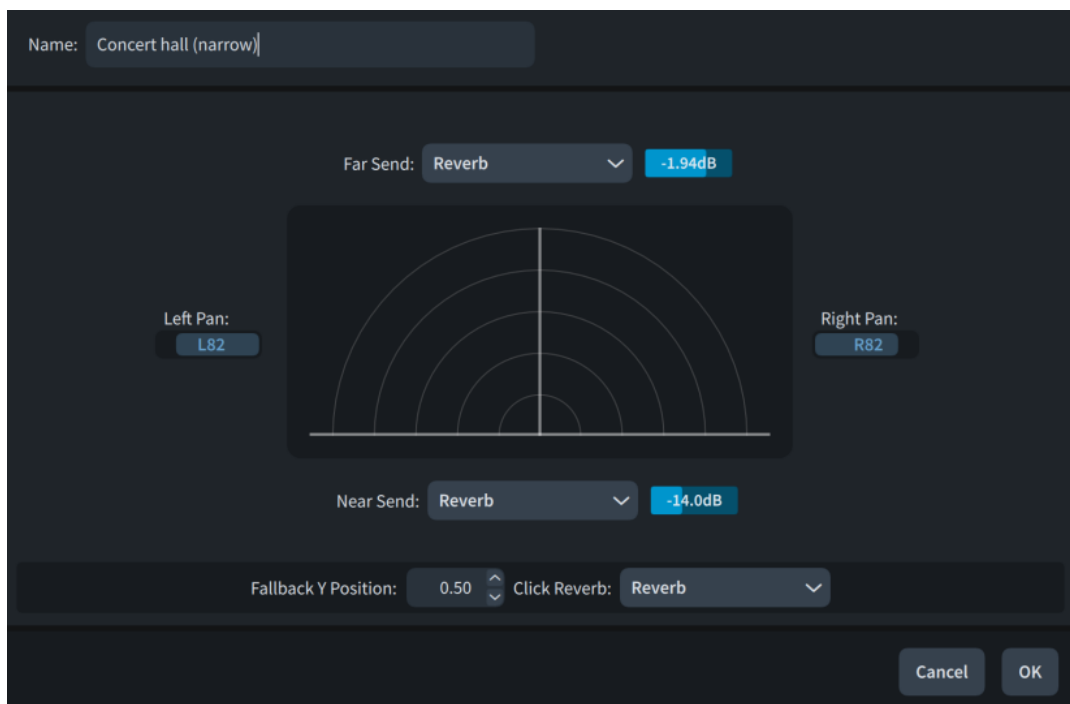 Name: Concert hall (narrow)
Far Send: Reverb -1.94dB
Left Pan: Right Pan:
L82 R82
Near Send: Reverb -14.0dB
Fallback Y Position: 0.50 Click Reverb: Reverb
Cancel OK